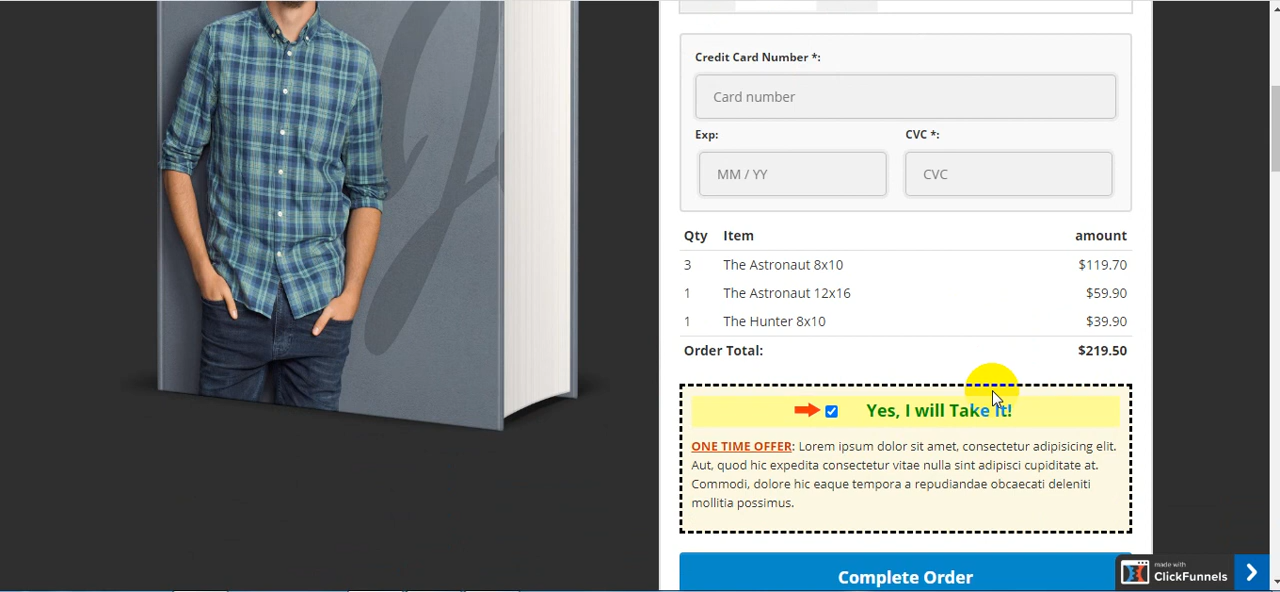 Credit Card Number *:
Card number
Exp: CVC *:
MM / YY CVC
Qty Item amount
3 The Astronaut 8x10 $119.70
1 The Astronaut 12x16 $59.90
1 The Hunter 8x10 $39.90
Order Total: $219.50
Yes, I will Take It!
ONE TIME OFFER: Lorem ipsum dolor sit amet, consectetur adipisicing elit.
Aut, quod hic expedita consectetur vitae nulla sint adipisci cupiditate at.
Commodi, dolore hic eaque tempora a repudiandae obcaecati deleniti
mollitia possimus.
Complete Order
made with
ClickFunnels